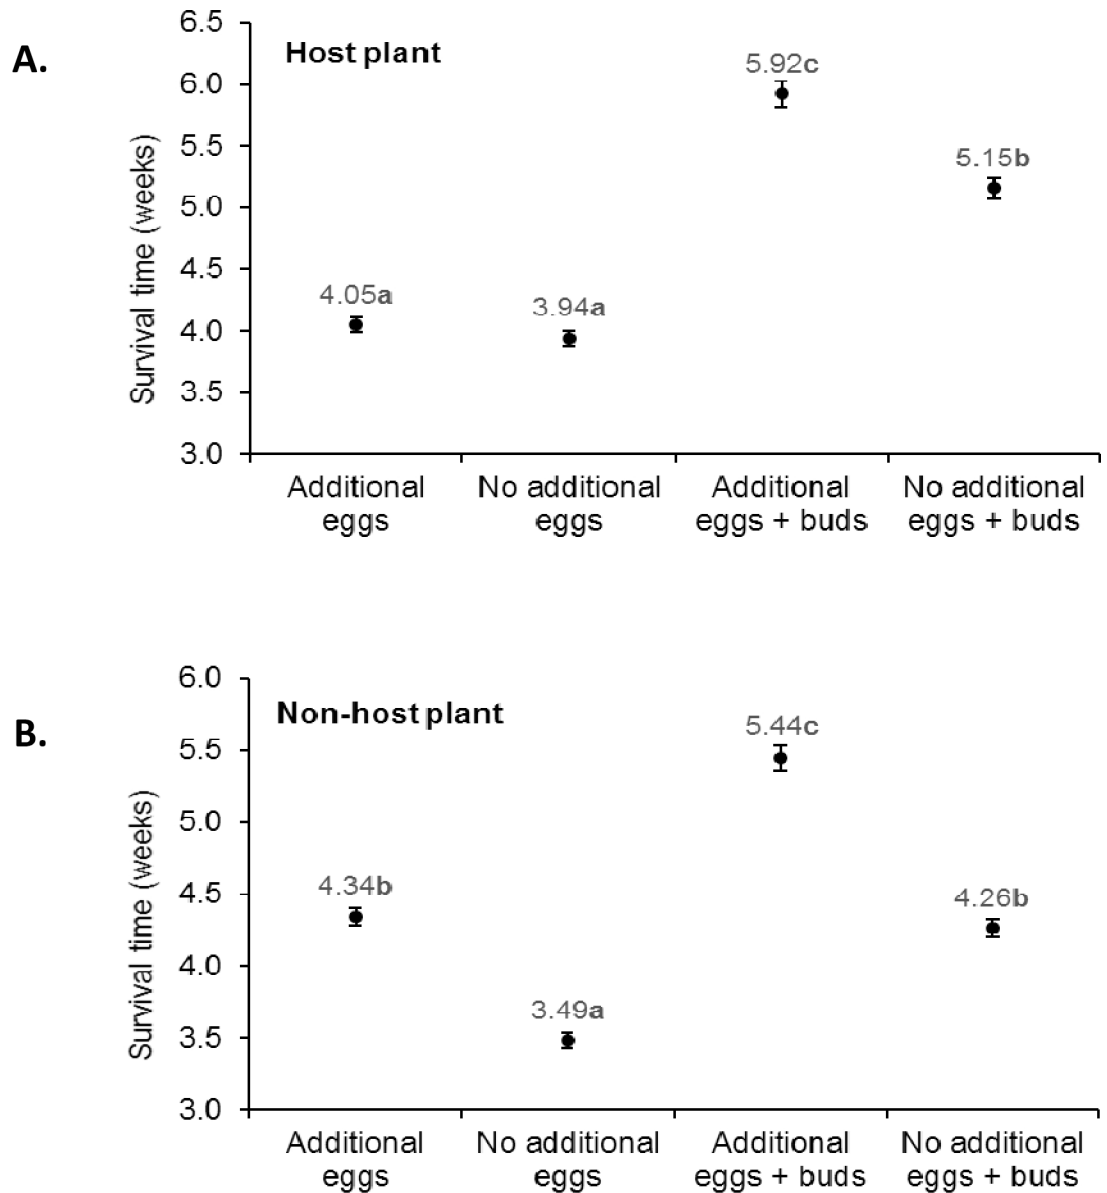 A.
Host plant
Survival time (weeks)
6.5
6.0
5.5
5.0
4.5
4.0
3.5
3.0
4.05a
3.94a
5.92c
5.15b
Additional
eggs
No additional
eggs
Additional
eggs + buds
No additional
eggs + buds
B.
Non-host plant
Survival time (weeks)
6.0
5.5
5.0
4.5
4.0
3.5
3.0
4.34b
3.49a
5.44c
4.26b
Additional
eggs
No additional
eggs
Additional
eggs + buds
No additional
eggs + buds